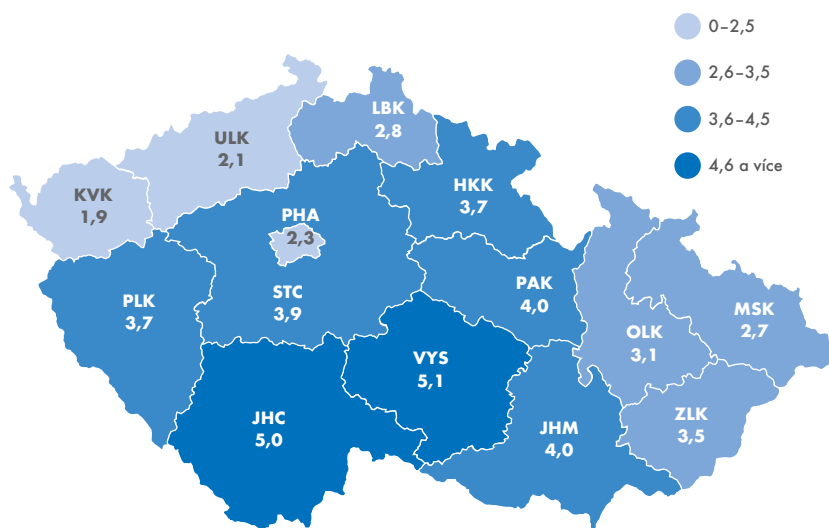 0–2,5
2,6–3,5
3,6–4,5
4,6 a více
LBK
2,8
ULK
2,1
KVK
1,9
HKK
3,7
PHA
2,3
STC
3,9
PLK
3,7
PAK
4,0
MSK
2,7
OLK
3,1
VYS
5,1
JHC
5,0
JHM
4,0
ZLK
3,5